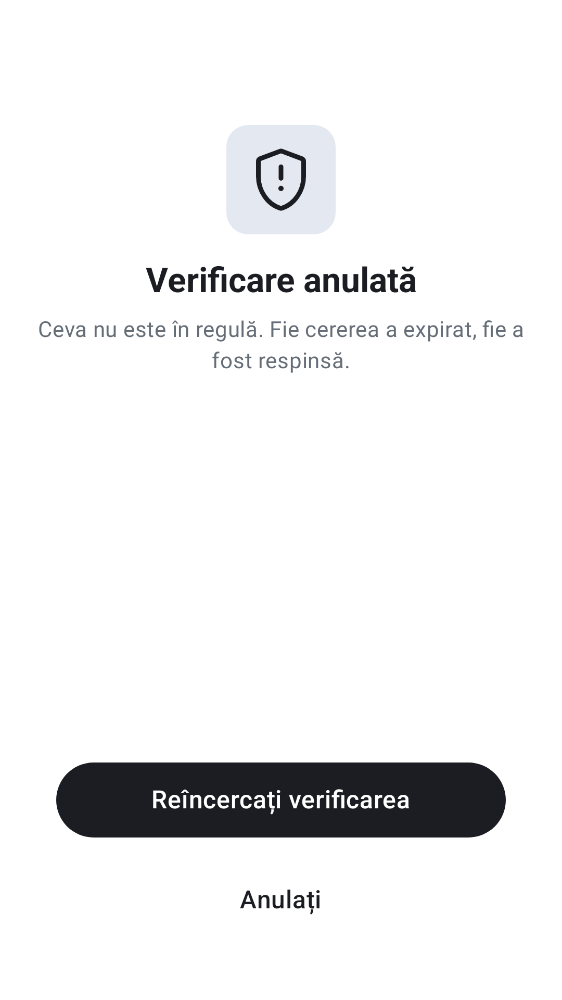 Verificare anulată
Ceva nu este în regulă. Fie cererea a expirat, fie a
fost respinsă.
Reîncercați verificarea
Anulați